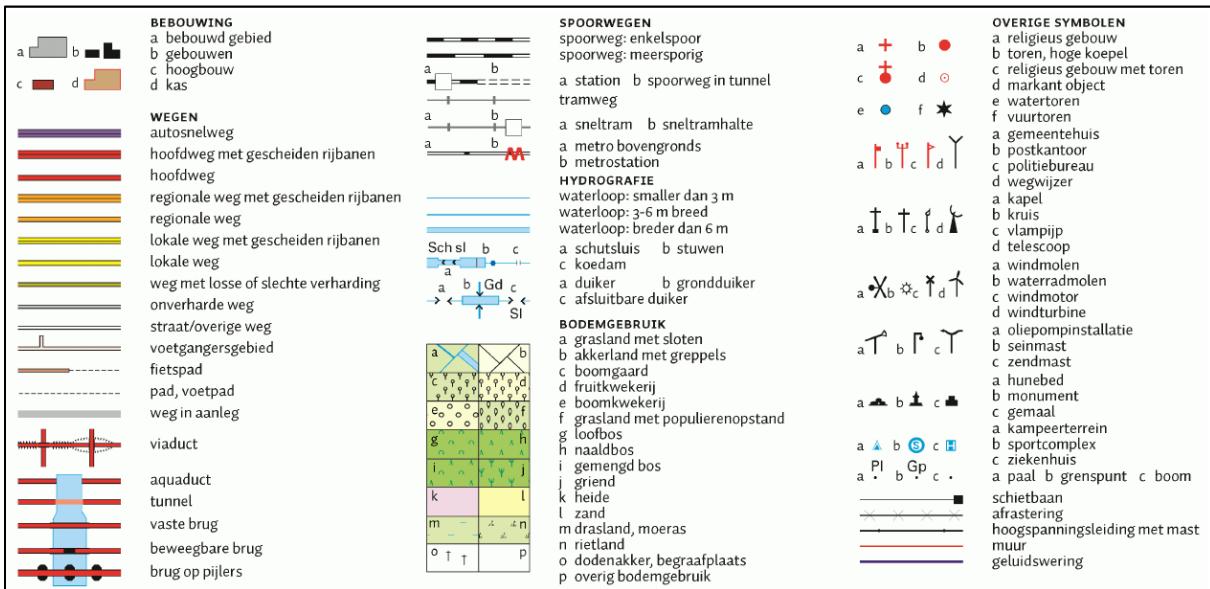 BEBOUWING
a bebouwd gebied
b gebouwen
c hoogbouw
d kas
a b
c d
WEGEN
autosnelweg
hoofdweg met gescheiden rijbanen
hoofdweg
regionale weg met gescheiden rijbanen
regionale weg
lokale weg met gescheiden rijbanen
lokale weg
weg met losse of slechte verharding
onverharde weg
straat/overige weg
voetgangersgebied
fietspad
pad, voetpad
weg in aanleg
viaduct
aquaduct
tunnel
vaste brug
beweegbare brug
brug op pijlers
SPOORWEGEN
spoorweg: enkelspoor
spoorweg: meersporig
a b
a station b spoorweg in tunnel
tramweg
a b
a sneltram b sneltramhalte
a b
a metro bovengronds
b metrostation
HYDROGRAFIE
waterloop: smaller dan 3 m
waterloop: 3-6 m breed
waterloop: breder dan 6 m
Sch sl b c
a
a schutsluis b stuwen
c koedam
a b Gd c
Sl
a duiker b grondduiker
c afsluitbare duiker
BODEMGEBRUIK
a grasland met sloten
b akkerland met greppels
c boomgaard
d fruitkwekerij
e boomkwekerij
f grasland met populierenopstand
g loofbos
h naaldbos
i gemengd bos
j griend
k heide
l zand
m drasland, moeras
n rietland
o dodenakker, begraafplaats
p overig bodemgebruik
a b
c d
e f
g h
i j
k l
m n
o p
OVERIGE SYMBOLEN
a b
c d
e f
a religieus gebouw
b toren, hoge koepel
c religieus gebouw met toren
d markant object
e watertoren
f vuurtoren
a b c d
a gemeentehuis
b postkantoor
c politiebureau
d wegwijzer
a b c d
a kapel
b kruis
c vlampijp
d telescoop
a b c d
a windmolen
b waterradmolen
c windmotor
d windturbine
a b c
a oliepompinstallatie
b seinmast
c zendmast
a b c
a hunebed
b monument
c gemaal
a b S c H
a kampeerterrein
b sportcomplex
c ziekenhuis
Pl Gp
a b c
a paal b grenspunt c boom
schietbaan
afrastering
hoogspanningsleiding met mast
muur
geluidswering